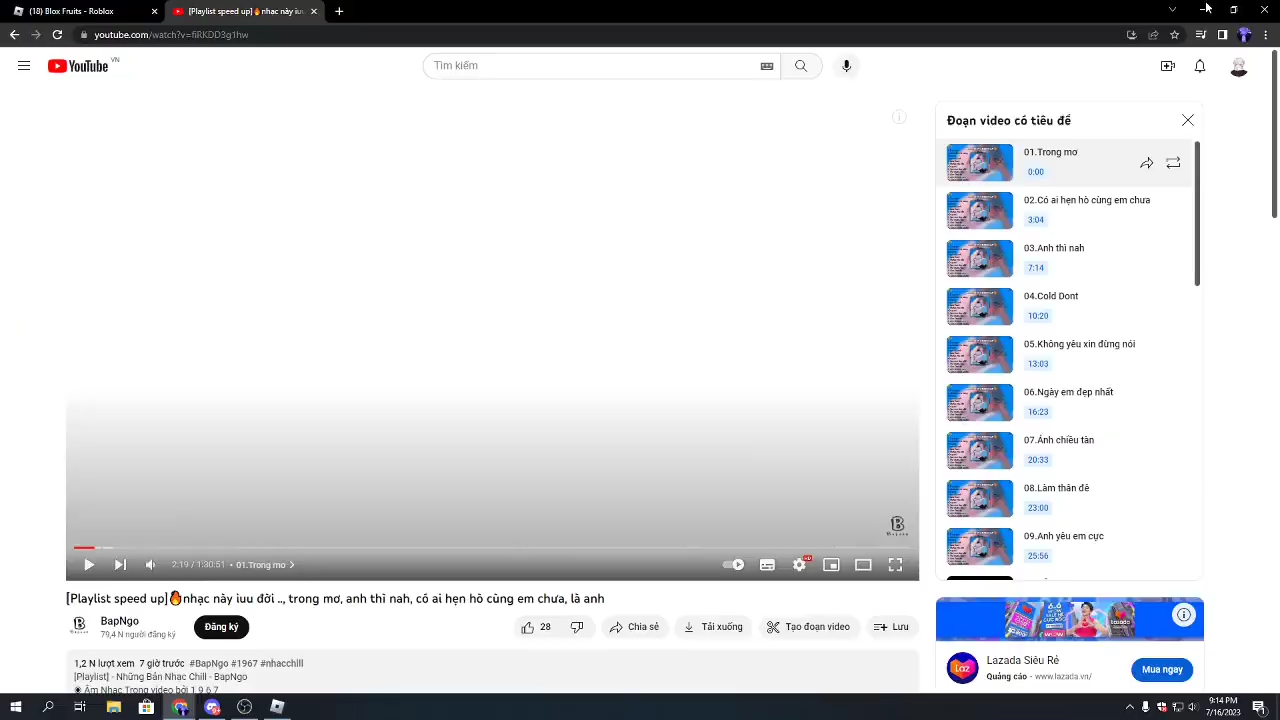 (18) Blox Fruits - Roblox
[Playlist speed up]🔥nhạc này iuu
youtube.com/watch?v=fiRKDD3g1hw
YouTube VN
Tìm kiếm
Đoạn video có tiêu đề
01.Trong mơ
0:00
02.Có ai hẹn hò cùng em chưa
3:04
03.Anh thì nah
7:14
04.Cold Dont
10:20
05.Không yêu xin đừng nói
13:03
06.Ngày em đẹp nhất
16:23
07.Ánh chiều tàn
20:33
08.Làm thân đê
23:00
09.Anh yêu em cực
25:56
HD
2:19 / 1:30:51 • 01.Trong mơ
[Playlist speed up]🔥nhạc này iuu đời .., trong mơ, anh thì nah, có ai hẹn hò cùng em chưa, là anh
BapNgo
79,4 N người đăng ký
Đăng ký
28
Chia sẻ
Tải xuống
Tạo đoạn video
Lưu
1,2 N lượt xem 7 giờ trước #BapNgo #1967 #nhacchill
[Playlist] - Những Bản Nhạc Chill - BapNgo
◉ Âm Nhạc Trong video bởi 1 9 6 7
Laz
Lazada Siêu Rẻ
Quảng cáo · www.lazada.vn/
Mua ngay
9:14 PM
7/16/2023